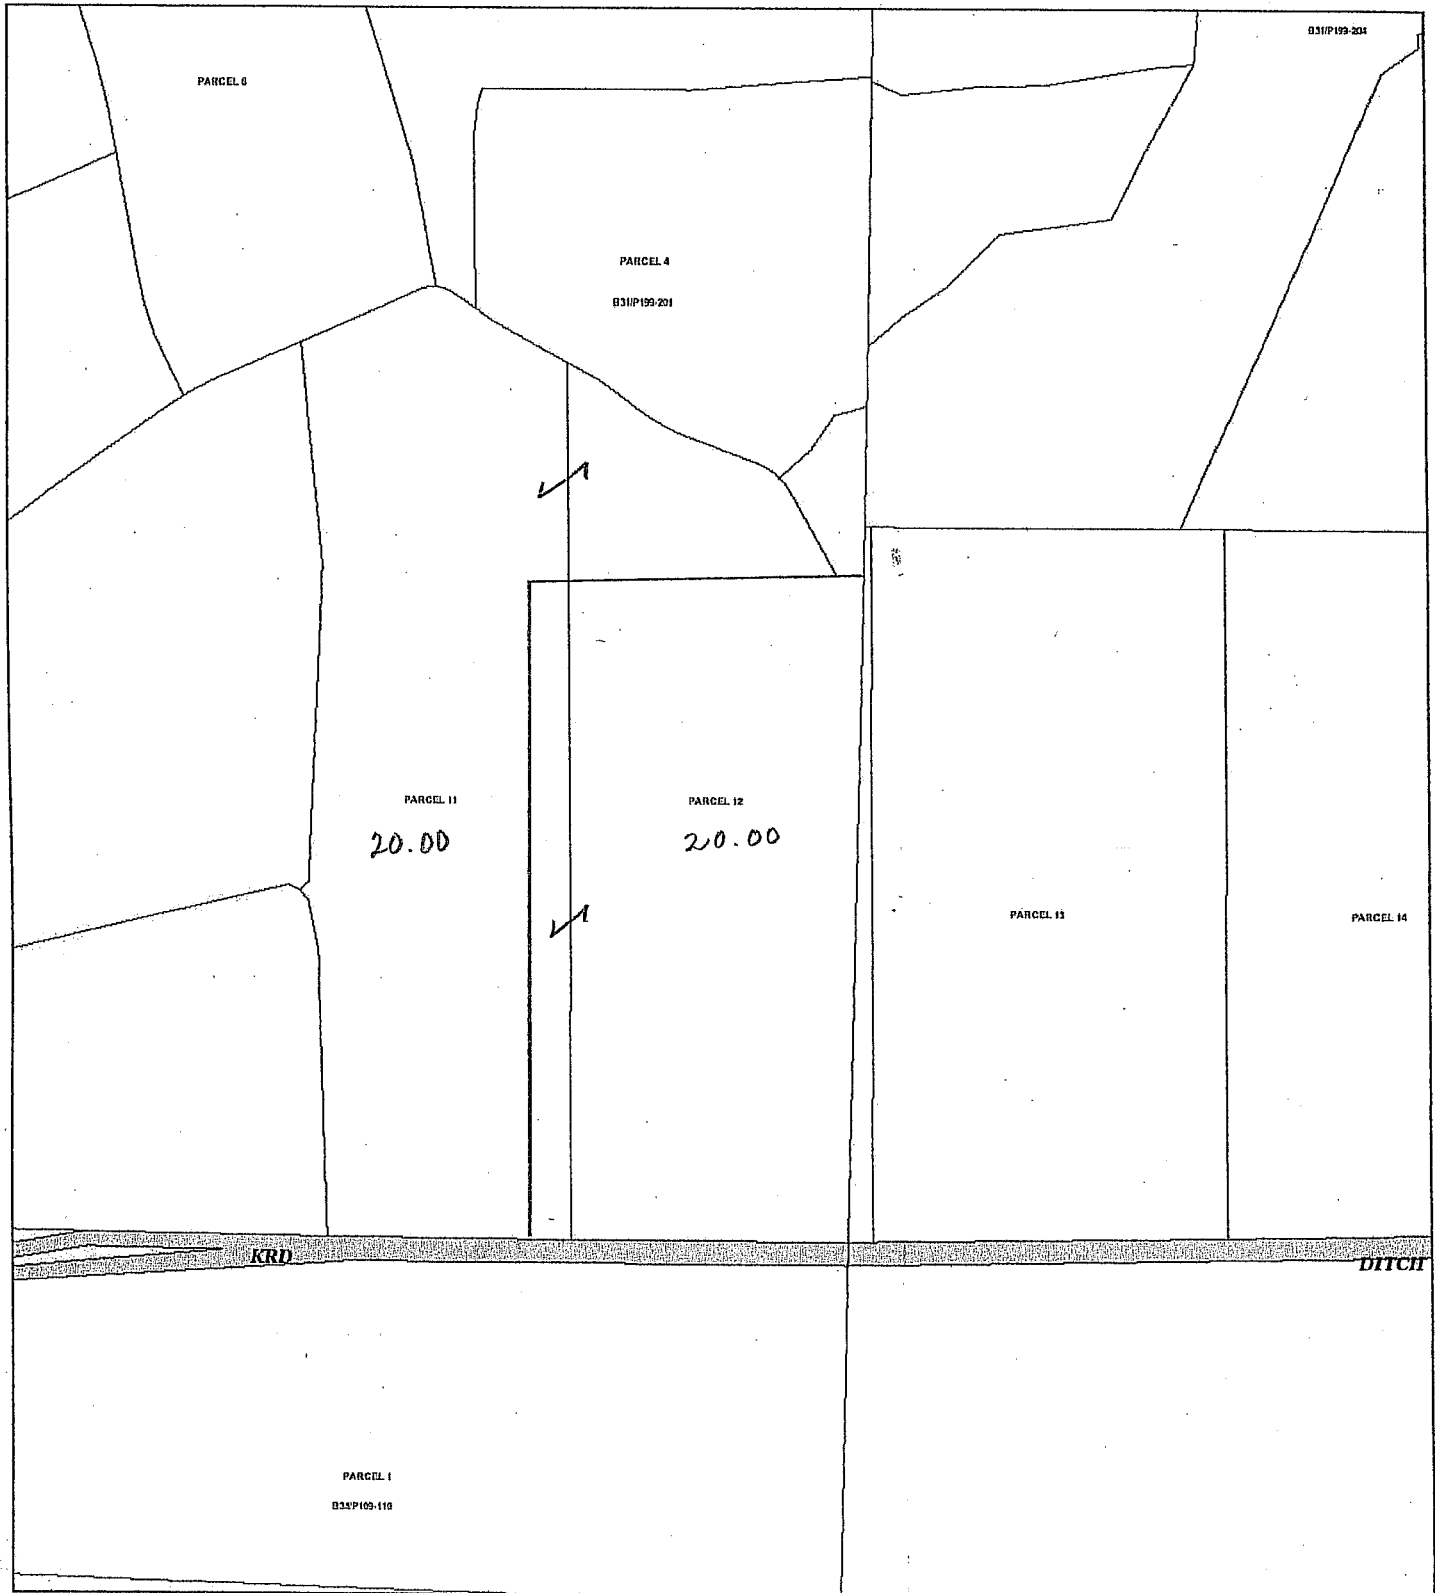 B31/P199-204
PARCEL 6
PARCEL 4
B31/P199-201
PARCEL 11
PARCEL 12
20.00
20.00
PARCEL 13
PARCEL 14
KRD
DITCH
PARCEL 1
B34/P109-110